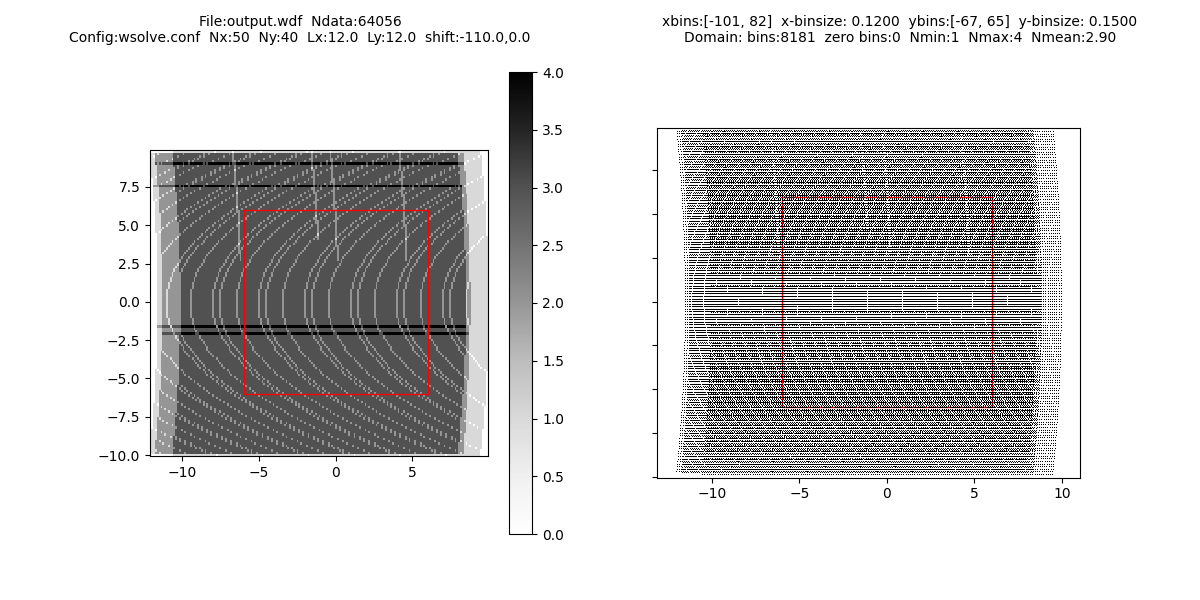 File:output.wdf  Ndata:64056
Config:wsolve.conf  Nx:50  Ny:40  Lx:12.0  Ly:12.0  shift:-110.0,0.0
xbins:[-101, 82]  x-binsize: 0.1200  ybins:[-67, 65]  y-binsize: 0.1500
Domain: bins:8181  zero bins:0  Nmin:1  Nmax:4  Nmean:2.90
7.5
5.0
2.5
0.0
−2.5
−5.0
−7.5
−10.0
−10 −5 0 5
4.0
3.5
3.0
2.5
2.0
1.5
1.0
0.5
0.0
−10 −5 0 5 10